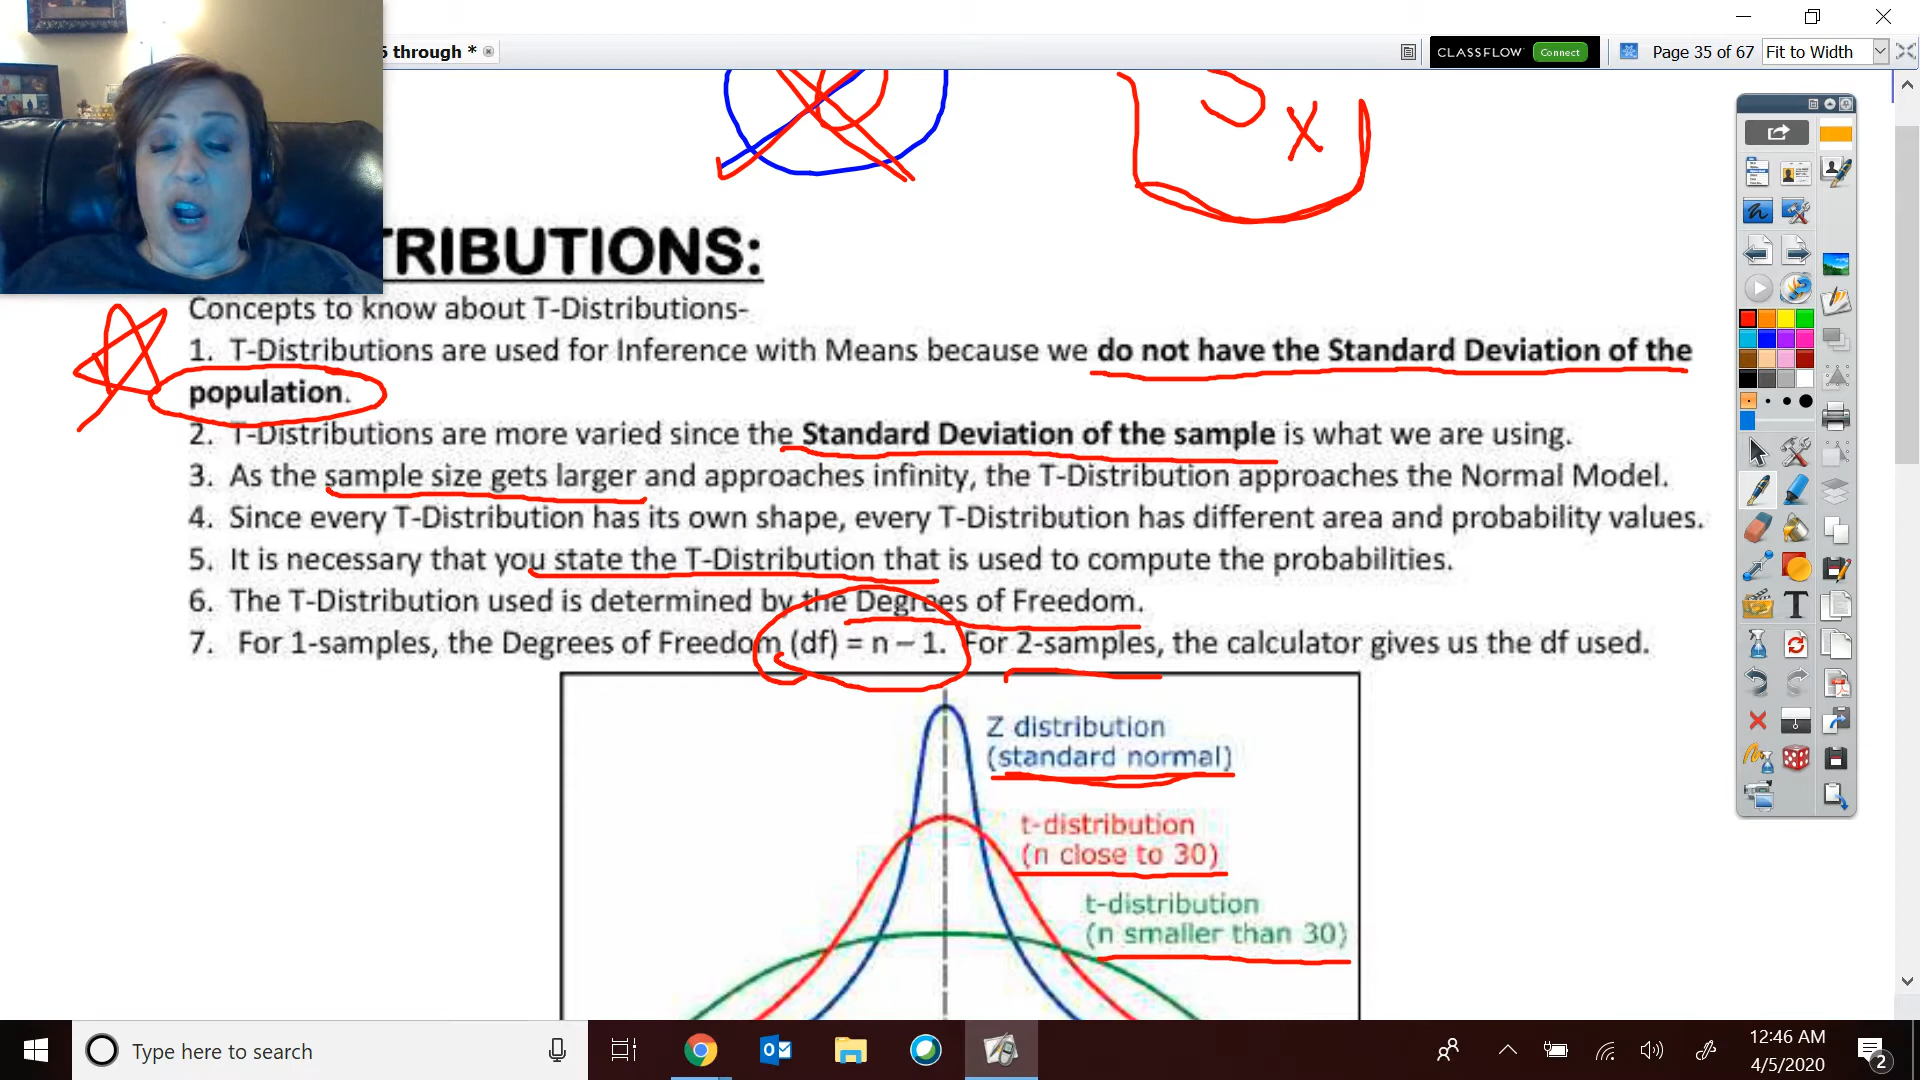 5 through *
CLASSFLOW Connect
Page 35 of 67
Fit to Width
S x
TRIBUTIONS:
Concepts to know about T-Distributions-
1. T-Distributions are used for Inference with Means because we do not have the Standard Deviation of the
population.
2. T-Distributions are more varied since the Standard Deviation of the sample is what we are using.
3. As the sample size gets larger and approaches infinity, the T-Distribution approaches the Normal Model.
4. Since every T-Distribution has its own shape, every T-Distribution has different area and probability values.
5. It is necessary that you state the T-Distribution that is used to compute the probabilities.
6. The T-Distribution used is determined by the Degrees of Freedom.
7. For 1-samples, the Degrees of Freedom (df) = n – 1. For 2-samples, the calculator gives us the df used.
Z distribution
(standard normal)
t-distribution
(n close to 30)
t-distribution
(n smaller than 30)
Type here to search
12:46 AM
4/5/2020
2